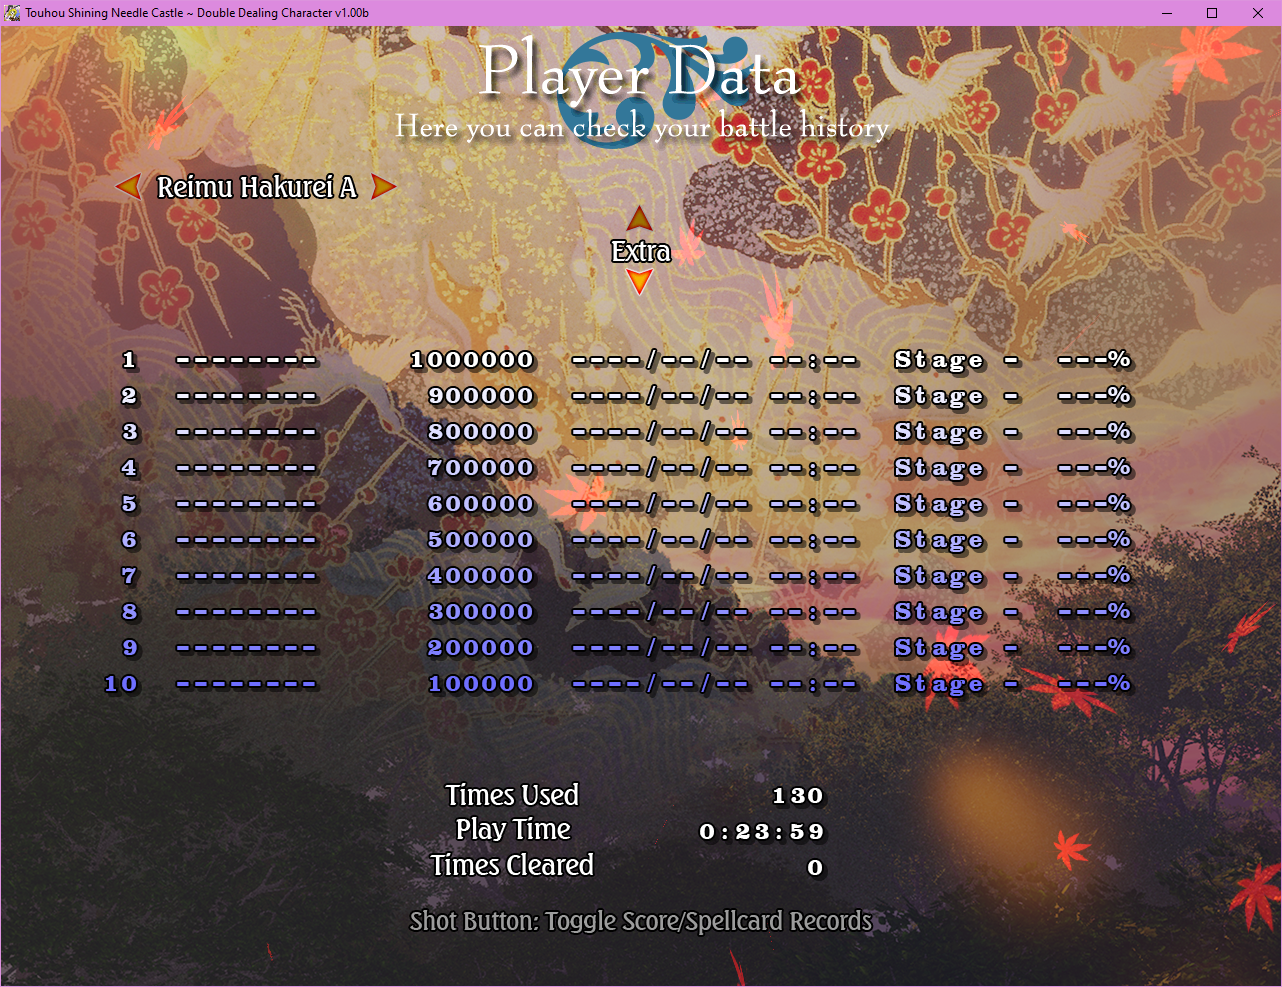 Touhou Shining Needle Castle ~ Double Dealing Character v1.00b
Player Data
Here you can check your battle history
Reimu Hakurei A
Extra
1 -------- 1000000 ----/--/-- --:-- Stage - ---%
2 -------- 900000 ----/--/-- --:-- Stage - ---%
3 -------- 800000 ----/--/-- --:-- Stage - ---%
4 -------- 700000 ----/--/-- --:-- Stage - ---%
5 -------- 600000 ----/--/-- --:-- Stage - ---%
6 -------- 500000 ----/--/-- --:-- Stage - ---%
7 -------- 400000 ----/--/-- --:-- Stage - ---%
8 -------- 300000 ----/--/-- --:-- Stage - ---%
9 -------- 200000 ----/--/-- --:-- Stage - ---%
10 -------- 100000 ----/--/-- --:-- Stage - ---%
Times Used 130
Play Time 0:23:59
Times Cleared 0
Shot Button: Toggle Score/Spellcard Records